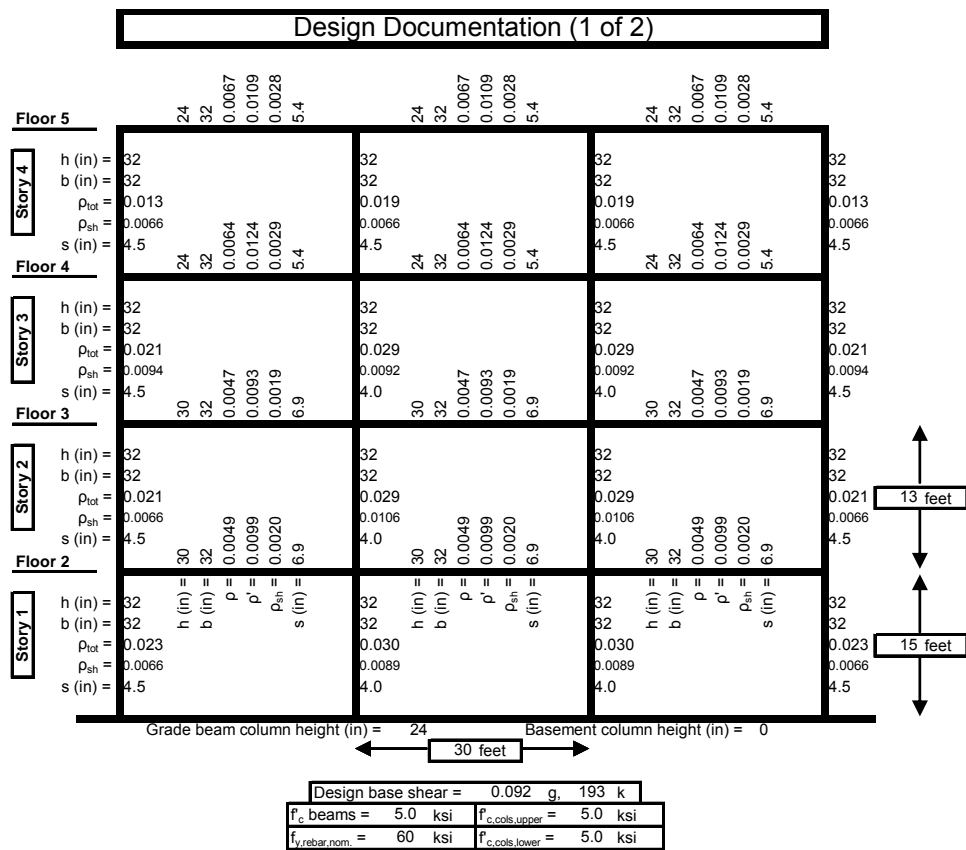 Design Documentation (1 of 2)
24 32 0.0067 0.0109 0.0028 5.4 24 32 0.0067 0.0109 0.0028 5.4 24 32 0.0067 0.0109 0.0028 5.4
Floor 5
Story 4
h (in) = 32 32 32 32
b (in) = 32 32 32 32
ρtot = 0.013 0.019 0.019 0.013
ρsh = 0.0066 0.0066 0.0066 0.0066
s (in) = 4.5 4.5 4.5 4.5
24 32 0.0064 0.0124 0.0029 5.4 24 32 0.0064 0.0124 0.0029 5.4 24 32 0.0064 0.0124 0.0029 5.4
Floor 4
Story 3
h (in) = 32 32 32 32
b (in) = 32 32 32 32
ρtot = 0.021 0.029 0.029 0.021
ρsh = 0.0094 0.0092 0.0092 0.0094
s (in) = 4.5 4.0 4.0 4.5
30 32 0.0047 0.0093 0.0019 6.9 30 32 0.0047 0.0093 0.0019 6.9 30 32 0.0047 0.0093 0.0019 6.9
Floor 3
Story 2
h (in) = 32 32 32 32
b (in) = 32 32 32 32
ρtot = 0.021 0.029 0.029 0.021
ρsh = 0.0066 0.0106 0.0106 0.0066
s (in) = 4.5 4.0 4.0 4.5
13 feet
Floor 2
h (in) = 30 b (in) = 32 ρ = 0.0049 ρ' = 0.0099 ρsh = 0.0020 s (in) = 6.9 h (in) = 30 b (in) = 32 ρ = 0.0049 ρ' = 0.0099 ρsh = 0.0020 s (in) = 6.9 h (in) = 30 b (in) = 32 ρ = 0.0049 ρ' = 0.0099 ρsh = 0.0020 s (in) = 6.9
Story 1
h (in) = 32 32 32 32
b (in) = 32 32 32 32
ρtot = 0.023 0.030 0.030 0.023
ρsh = 0.0066 0.0089 0.0089 0.0066
s (in) = 4.5 4.0 4.0 4.5
15 feet
Grade beam column height (in) = 24 Basement column height (in) = 0
30 feet
Design base shear = 0.092 g, 193 k
f'c beams = 5.0 ksi f'c,cols,upper = 5.0 ksi
fy,rebar,nom. = 60 ksi f'c,cols,lower = 5.0 ksi